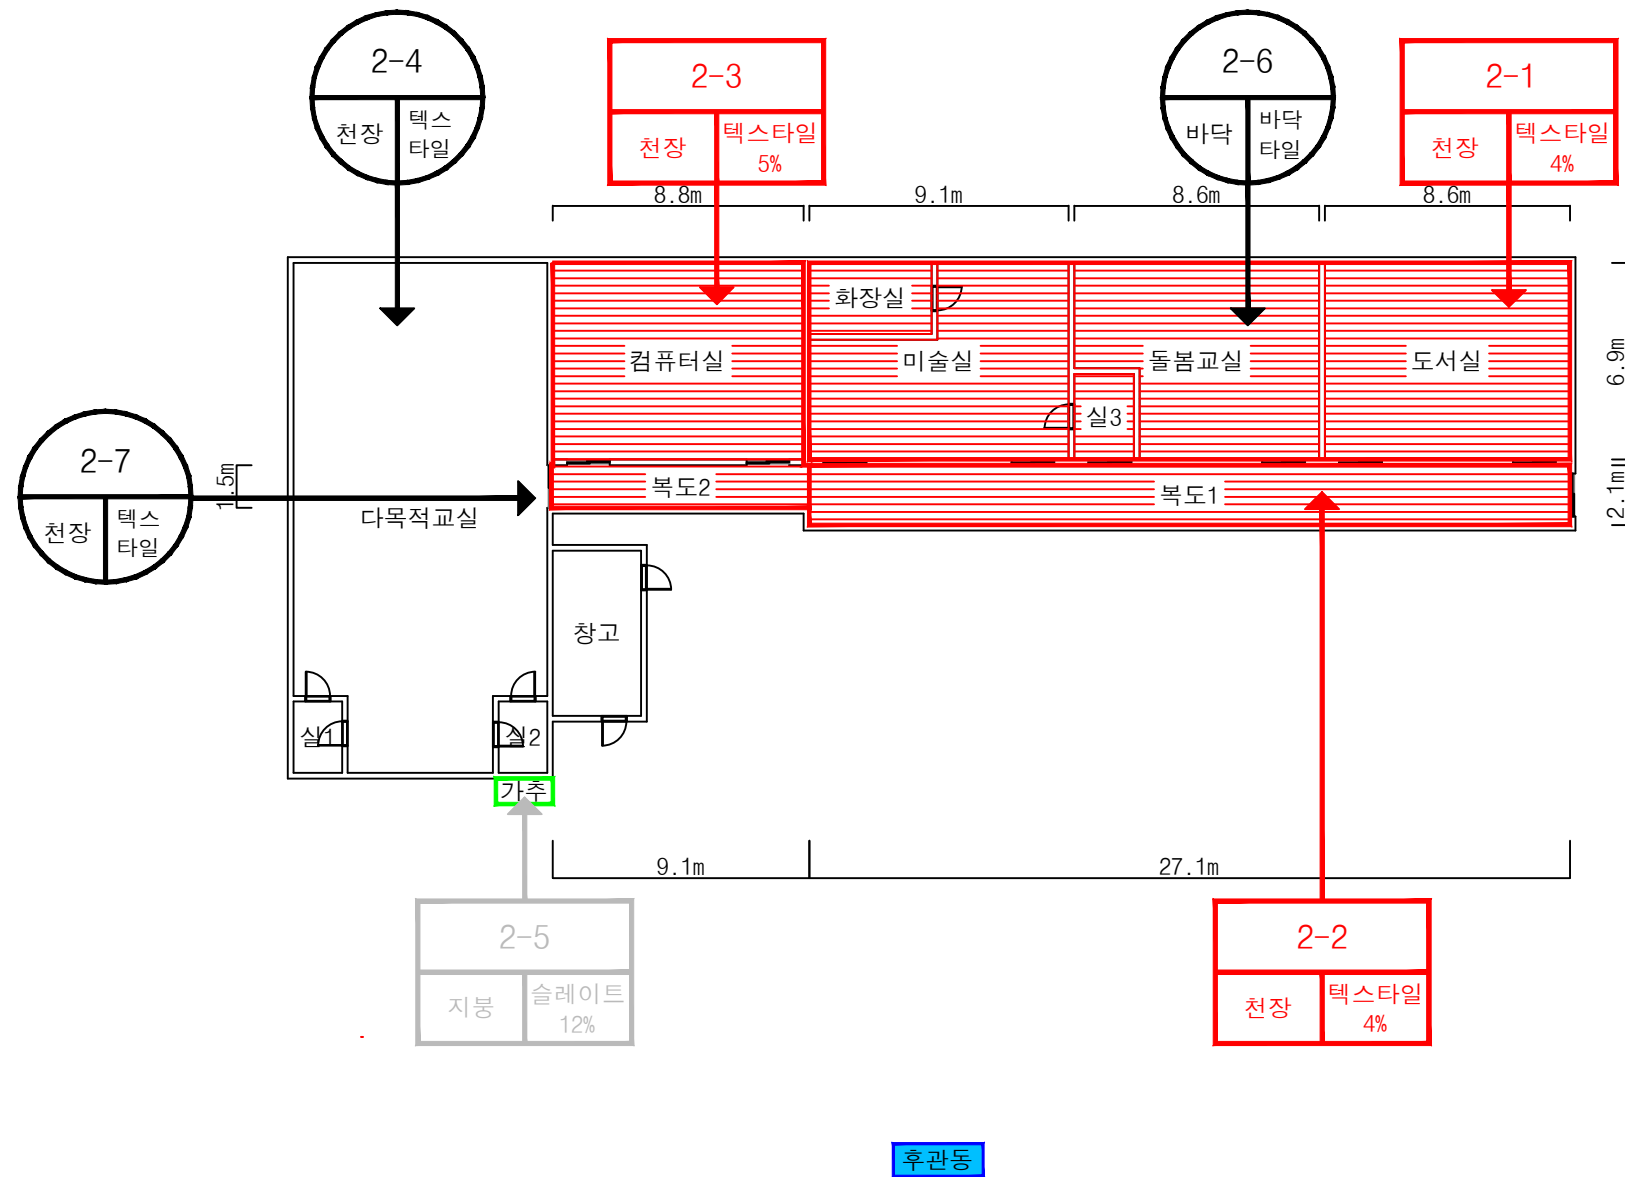 2-4
천장
텍스
타일
2-3
천장
텍스타일
5%
2-6
바닥
바닥
타일
2-1
천장
텍스타일
4%
8.8m
9.1m
8.6m
8.6m
화장실
컴퓨터실
미술실
돌봄교실
도서실
6.9m
실3
2-7
천장
텍스
타일
1.5m
복도2
복도1
2.1m
다목적교실
창고
실1
실2
가추
9.1m
27.1m
2-5
지붕
슬레이트
12%
2-2
천장
텍스타일
4%
후관동